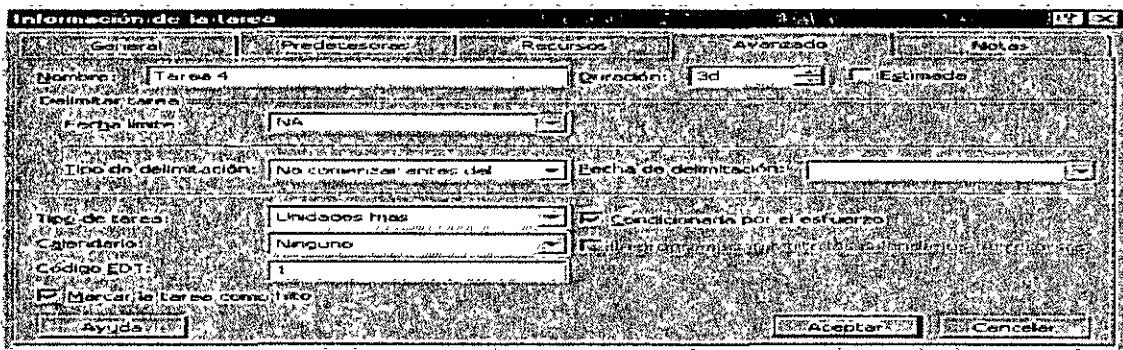 Información de la tarea
General Predecesoras Recursos Avanzado Notas
Nombre: Tarea 4 Duración: 3d Estimada
Delimitar tarea
Fecha límite: NA
Tipo de delimitación: No comenzar antes del Fecha de delimitación:
Tipo de tarea: Unidades fijas Condicionada por el esfuerzo
Calendario: Ninguno
Código EDT: 1
Marcar la tarea como hito
Ayuda Aceptar Cancelar